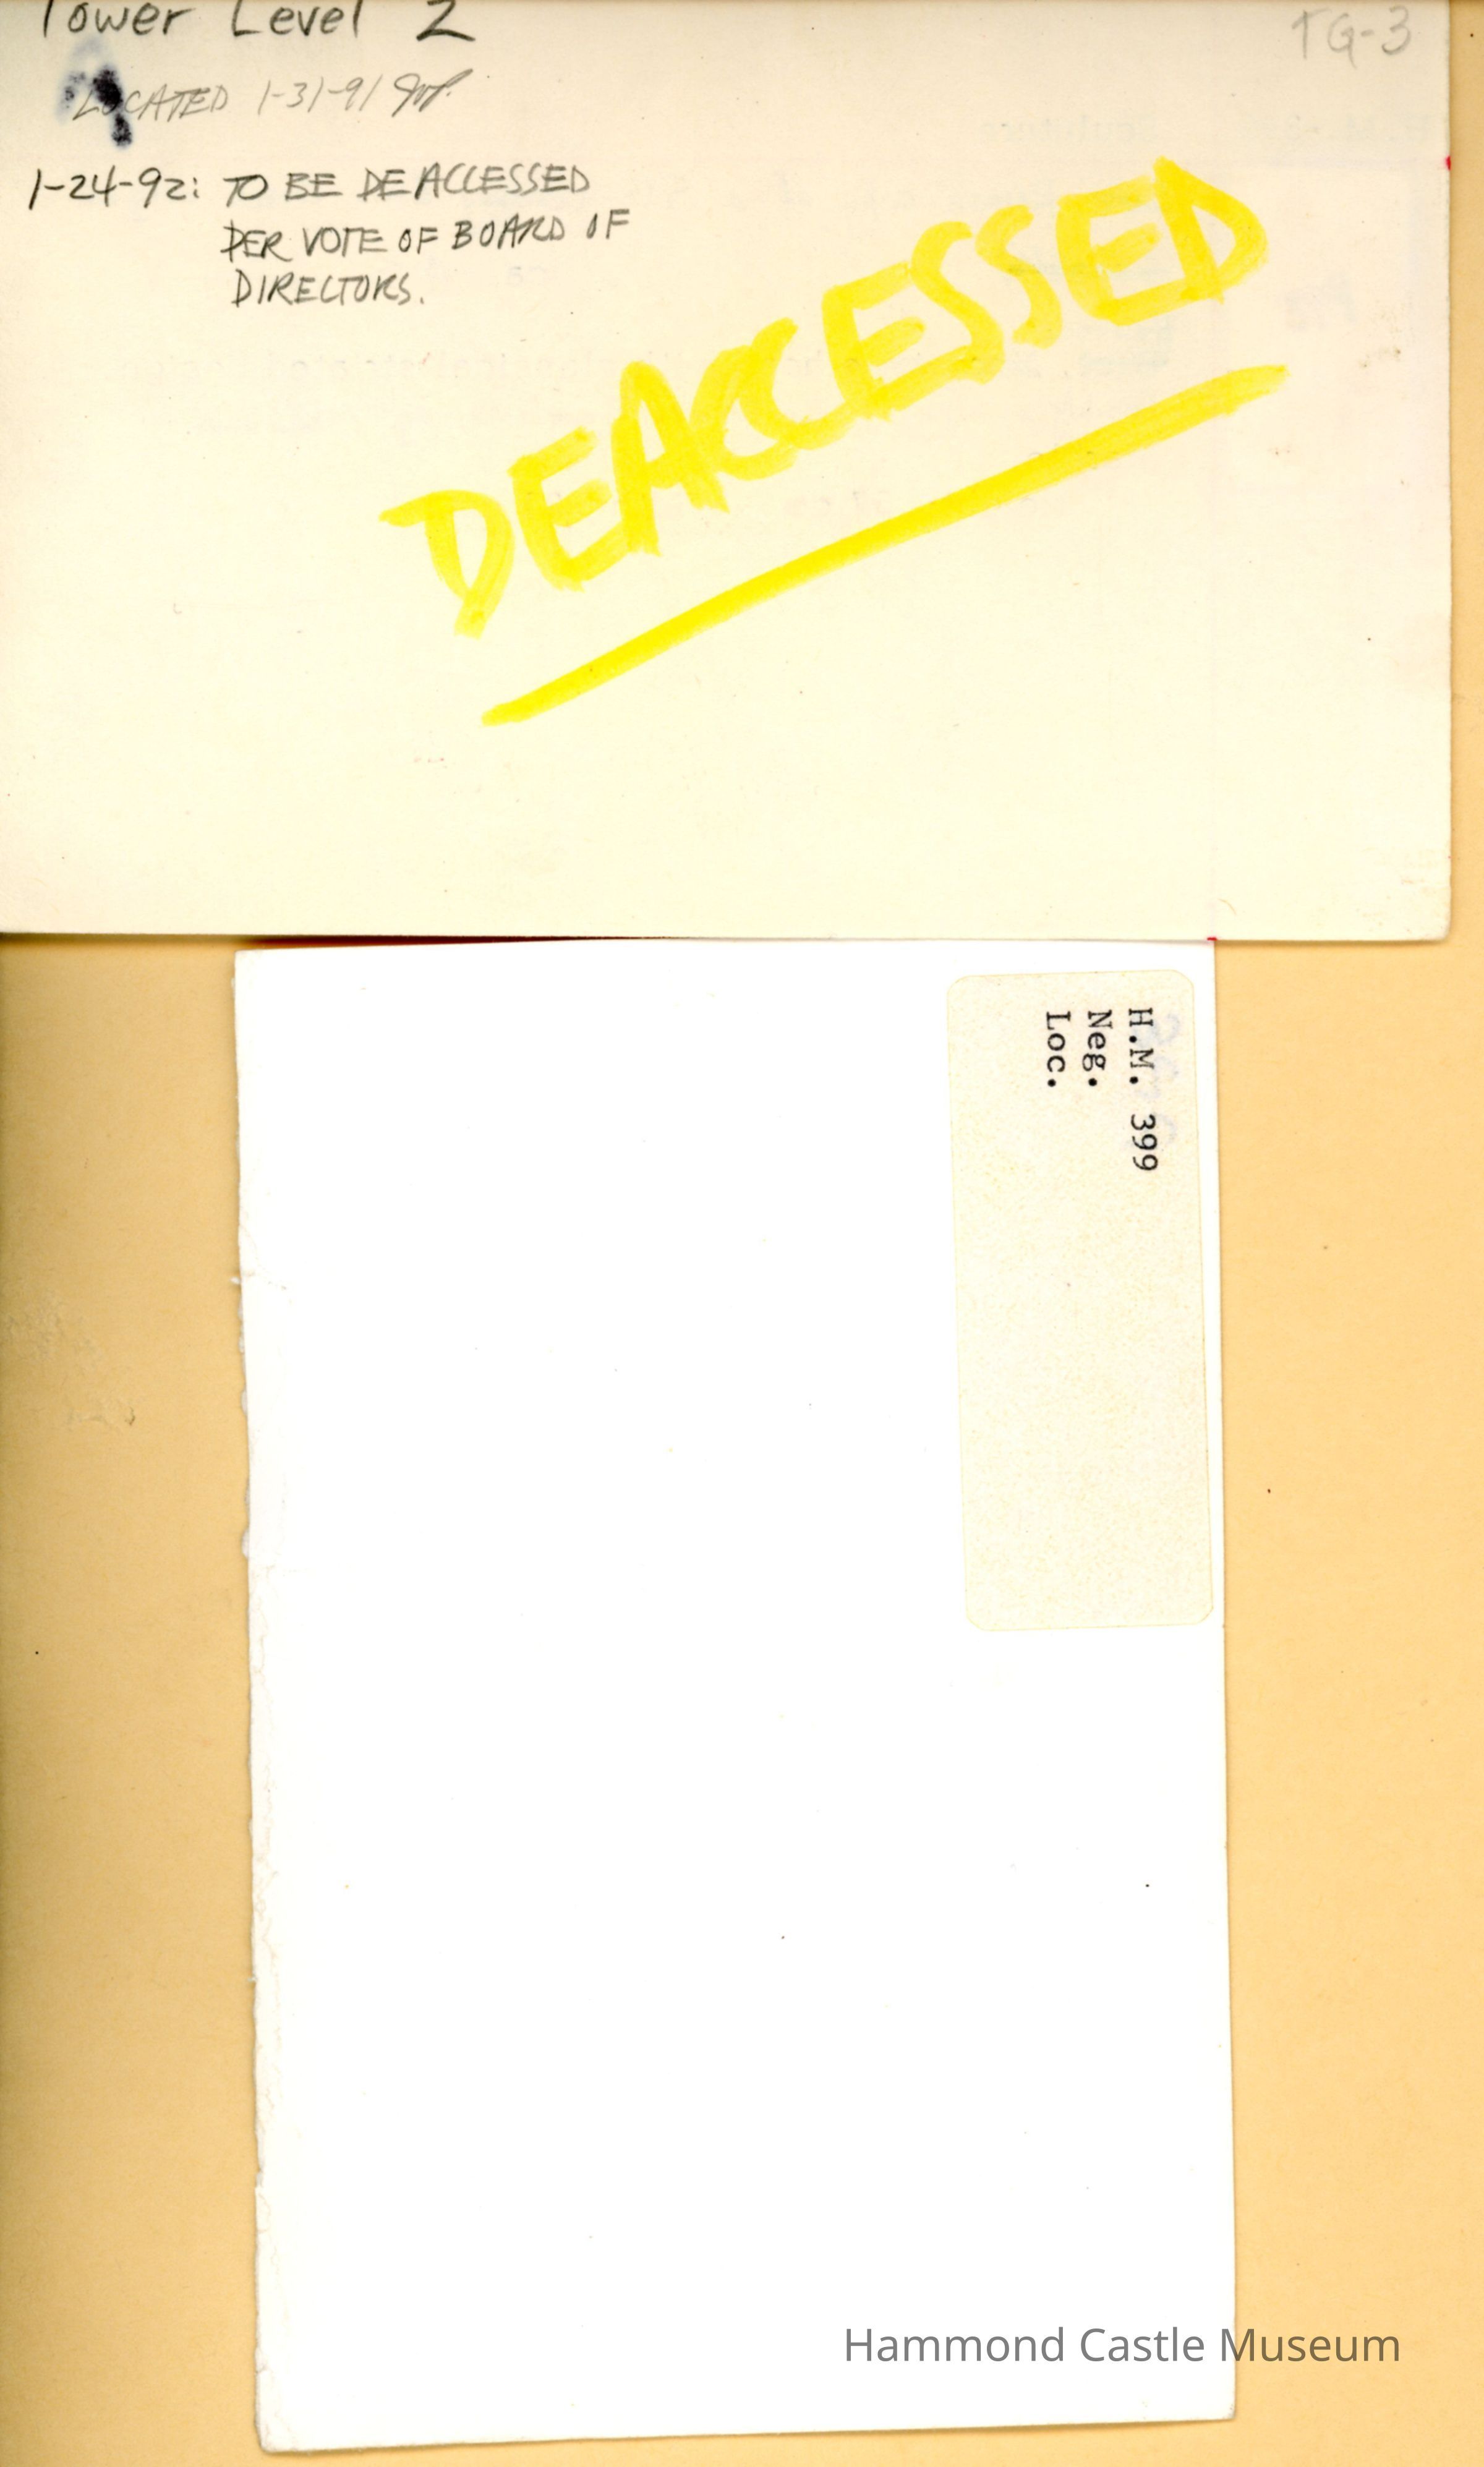 Tower Level 2
TG-3
LOCATED 1-31-91
1-24-92: TO BE DEACCESSED
PER VOTE OF BOARD OF
DIRECTORS.
DEACCESSED
H.M. 399
Neg.
Loc.
Hammond Castle Museum